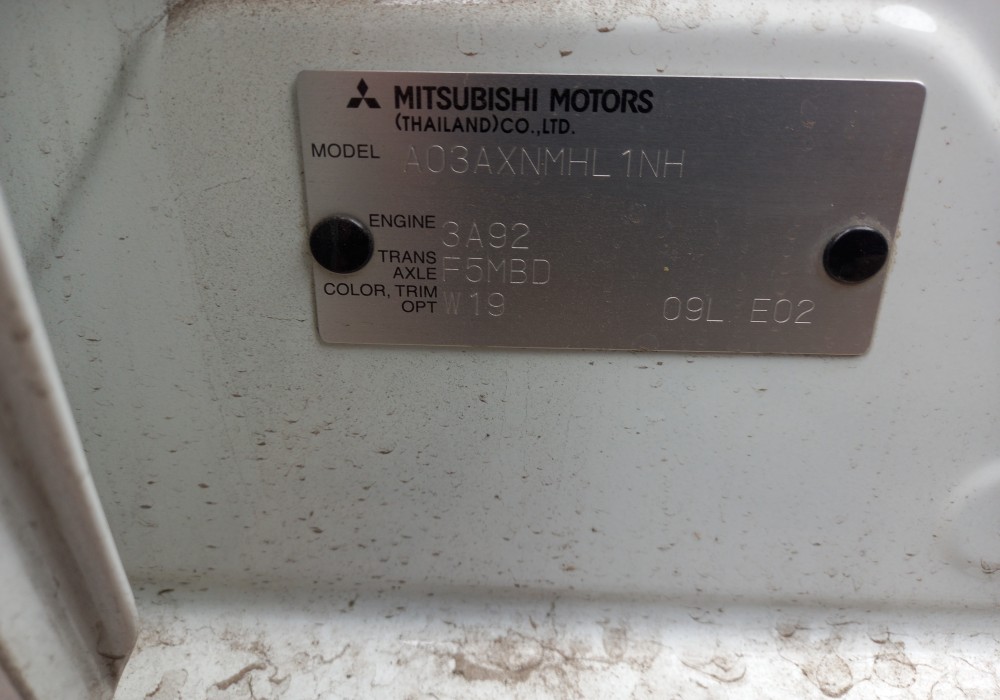 MITSUBISHI MOTORS
(THAILAND)CO.,LTD.
MODEL A03AXNMHL1NH
ENGINE 3A92
TRANS
AXLE F5MBD
COLOR, TRIM
OPT W19 09L E02